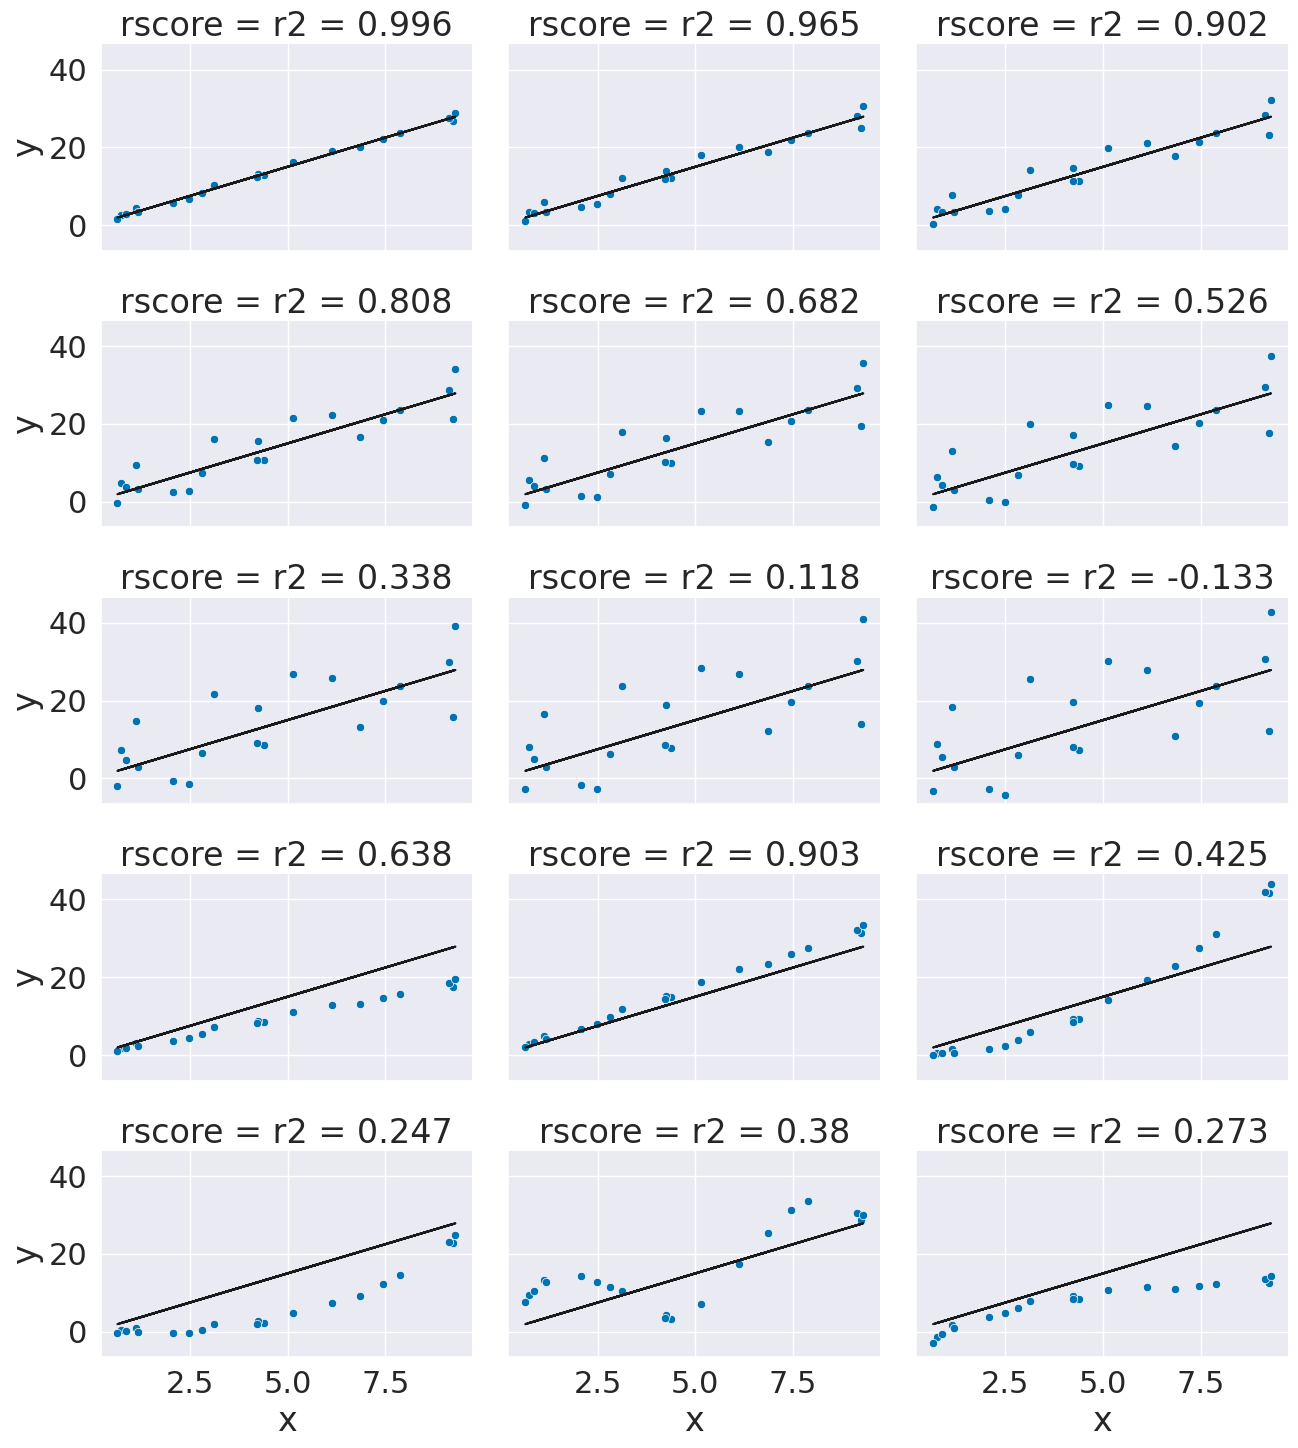 rscore = r2 = 0.996 rscore = r2 = 0.965 rscore = r2 = 0.902
40
20
0
y
rscore = r2 = 0.808 rscore = r2 = 0.682 rscore = r2 = 0.526
40
20
0
y
rscore = r2 = 0.338 rscore = r2 = 0.118 rscore = r2 = -0.133
40
20
0
y
rscore = r2 = 0.638 rscore = r2 = 0.903 rscore = r2 = 0.425
40
20
0
y
rscore = r2 = 0.247 rscore = r2 = 0.38 rscore = r2 = 0.273
40
20
0
y
2.5 5.0 7.5 2.5 5.0 7.5 2.5 5.0 7.5
x x x